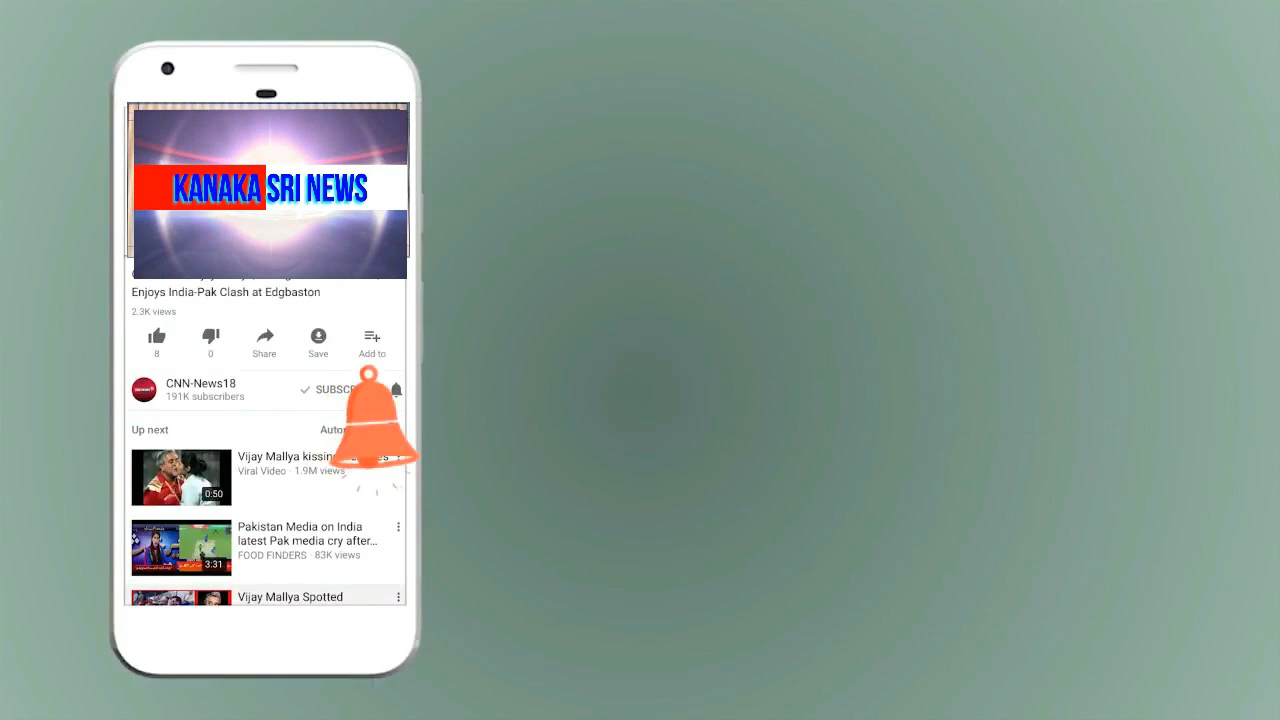 KANAKA SRI NEWS
Enjoys India-Pak Clash at Edgbaston
2.3K views
8
0
Share
Save
Add to
CNN-News18
191K subscribers
Up next
Vijay Mallya
Viral Video · 1.9M views
0:50
Pakistan Media on India
latest Pak media cry after...
FOOD FINDERS · 83K views
3:31
Vijay Mallya Spotted